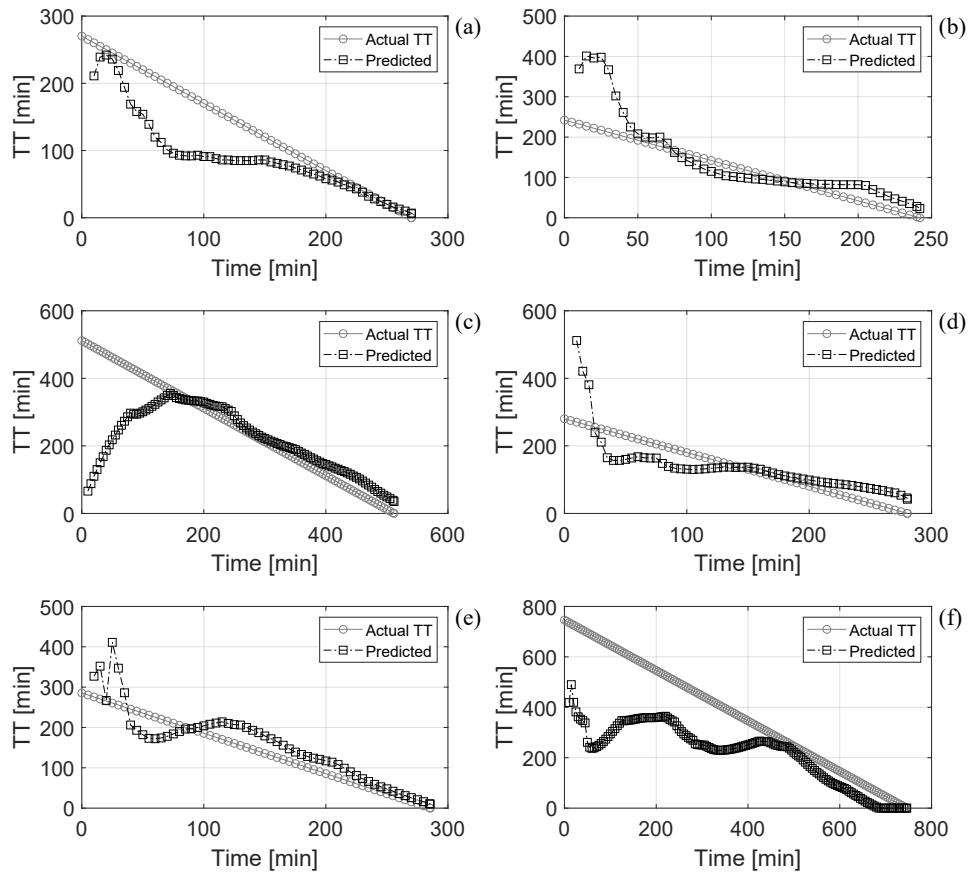 (a)
300
200
100
0
TT [min]
0 100 200 300
Time [min]
Actual TT
Predicted
(b)
500
400
300
200
100
0
TT [min]
0 50 100 150 200 250
Time [min]
Actual TT
Predicted
(c)
600
400
200
0
TT [min]
0 200 400 600
Time [min]
Actual TT
Predicted
(d)
600
400
200
0
TT [min]
0 100 200 300
Time [min]
Actual TT
Predicted
(e)
500
400
300
200
100
0
TT [min]
0 100 200 300
Time [min]
Actual TT
Predicted
(f)
800
600
400
200
0
TT [min]
0 200 400 600 800
Time [min]
Actual TT
Predicted